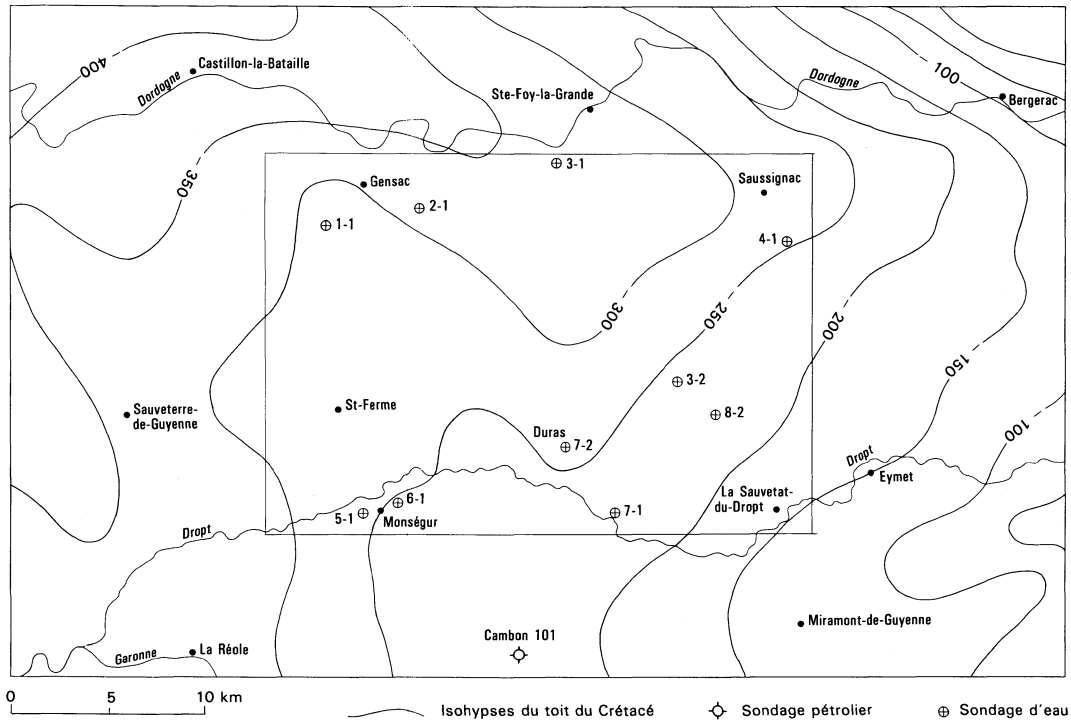 400
Castillon-la-Bataille
Dordogne
Ste-Foy-la-Grande
Dordogne
100
Bergerac
350
Gensac
3-1
Saussignac
2-1
1-1
4-1
300
250
200
150
3-2
Sauveterre-
de-Guyenne
St-Ferme
8-2
Duras
7-2
100
Dropt
Eymet
6-1
5-1
Monségur
7-1
La Sauvetat-
du-Dropt
Dropt
Miramont-de-Guyenne
Cambon 101
Garonne
La Réole
0 5 10 km
Isohypses du toit du Crétacé
Sondage pétrolier
Sondage d'eau